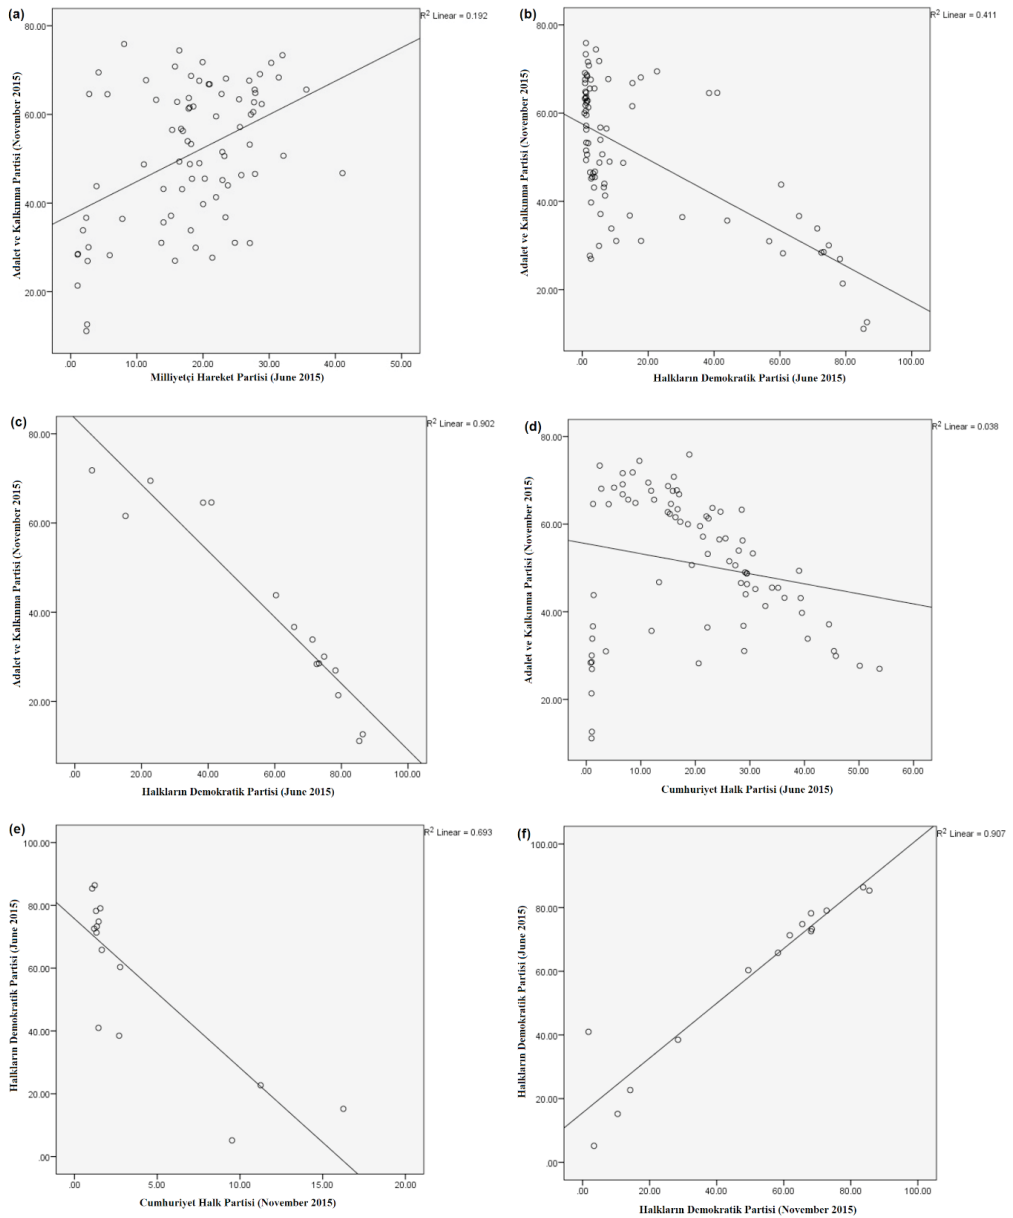 (a)
R2 Linear = 0.192
Adalet ve Kalkınma Partisi (November 2015)
80.00
60.00
40.00
20.00
.00 10.00 20.00 30.00 40.00 50.00
Milliyetçi Hareket Partisi (June 2015)
(b)
R2 Linear = 0.411
Adalet ve Kalkınma Partisi (November 2015)
80.00
60.00
40.00
20.00
.00 20.00 40.00 60.00 80.00 100.00
Halkların Demokratik Partisi (June 2015)
(c)
R2 Linear = 0.902
Adalet ve Kalkınma Partisi (November 2015)
80.00
60.00
40.00
20.00
.00 20.00 40.00 60.00 80.00 100.00
Halkların Demokratik Partisi (June 2015)
(d)
R2 Linear = 0.038
Adalet ve Kalkınma Partisi (November 2015)
80.00
60.00
40.00
20.00
.00 10.00 20.00 30.00 40.00 50.00 60.00
Cumhuriyet Halk Partisi (June 2015)
(e)
R2 Linear = 0.693
Halkların Demokratik Partisi (June 2015)
100.00
80.00
60.00
40.00
20.00
.00
.00 5.00 10.00 15.00 20.00
Cumhuriyet Halk Partisi (November 2015)
(f)
R2 Linear = 0.907
Halkların Demokratik Partisi (June 2015)
100.00
80.00
60.00
40.00
20.00
.00
.00 20.00 40.00 60.00 80.00 100.00
Halkların Demokratik Partisi (November 2015)